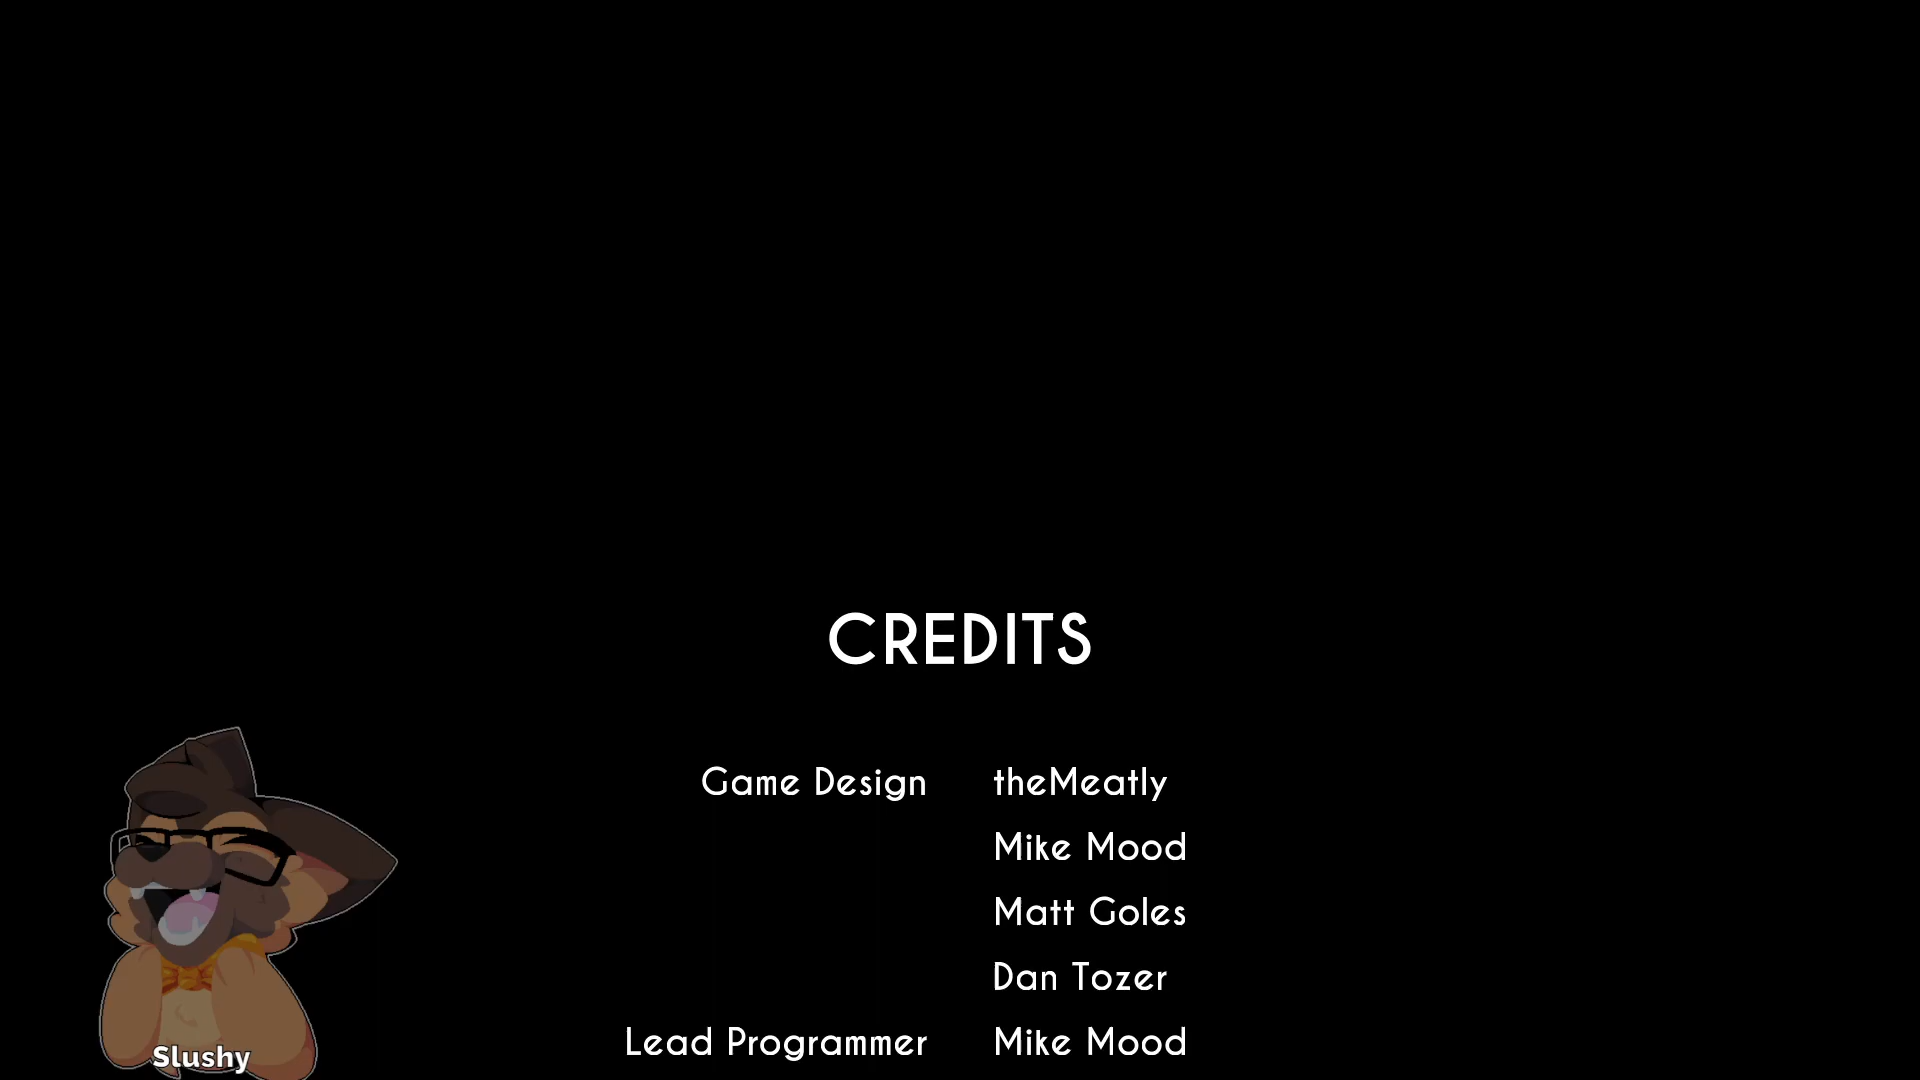 CREDITS
Game Design theMeatly
Mike Mood
Matt Goles
Dan Tozer
Lead Programmer Mike Mood
Slushy